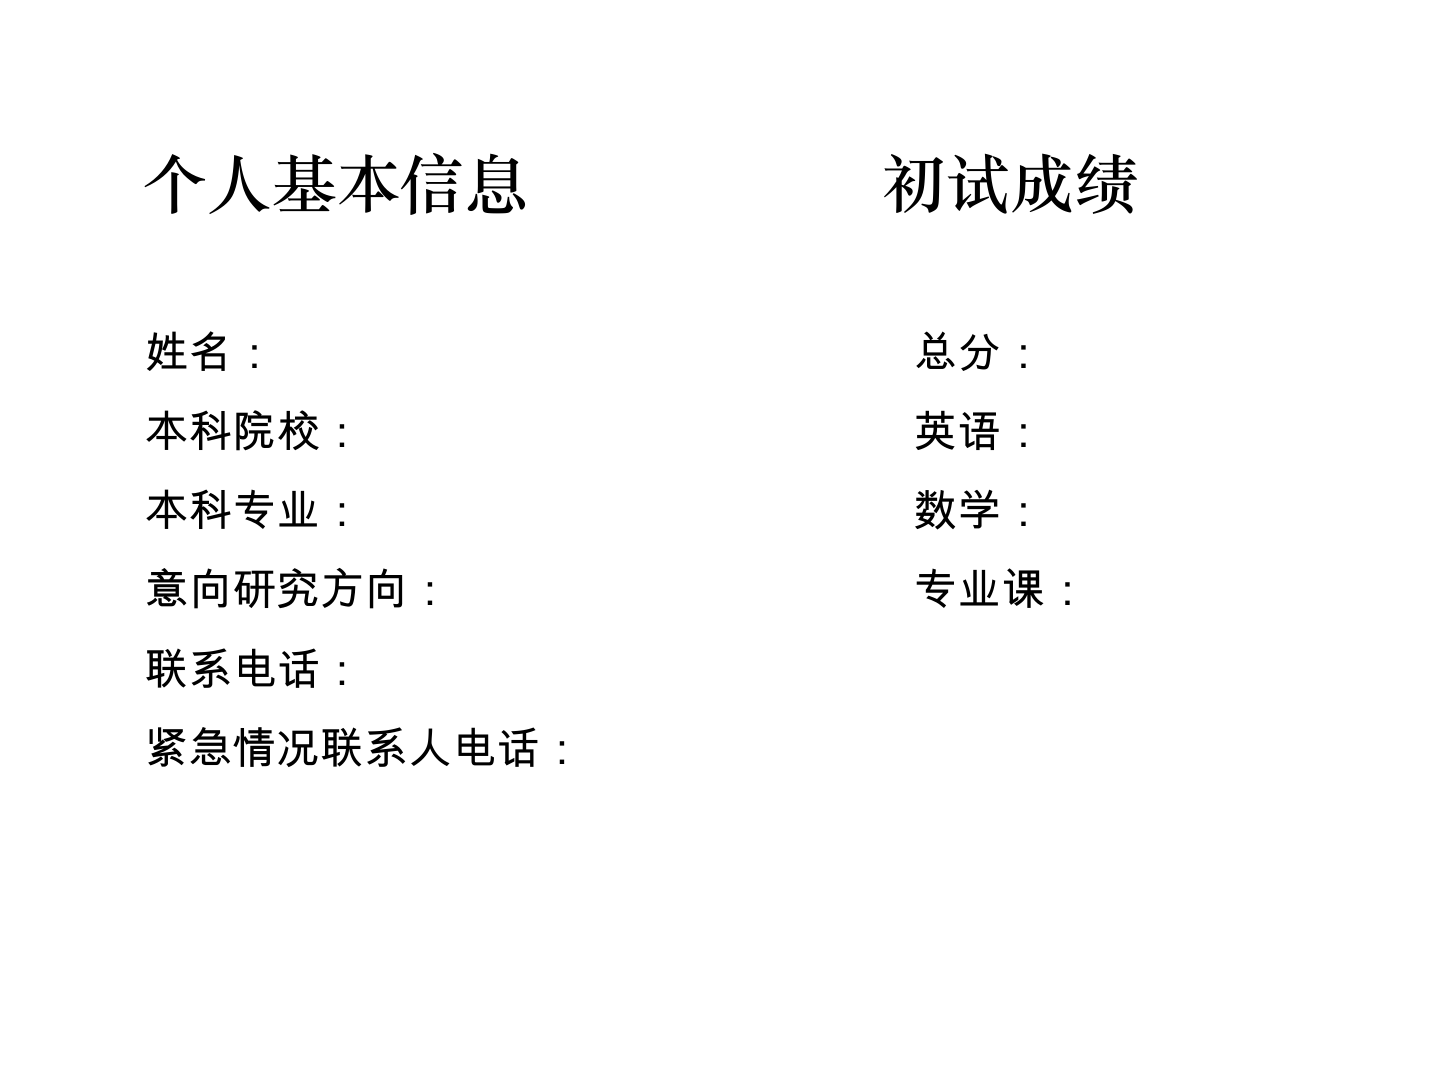 个人基本信息
姓名：
本科院校：
本科专业：
意向研究方向：
联系电话：
紧急情况联系人电话：
初试成绩
总分：
英语：
数学：
专业课：